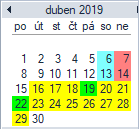 duben 2019
po út st čt pá so ne
1 2 3 4 5 6 7
8 9 10 11 12 13 14
15 16 17 18 19 20 21
22 23 24 25 26 27 28
29 30